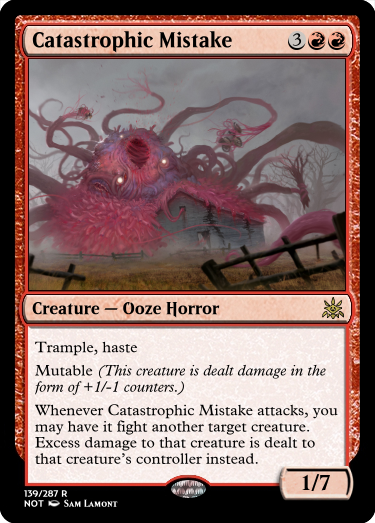 Catastrophic Mistake 3
Creature — Ooze Horror
Trample, haste
Mutable (This creature is dealt damage in the
form of +1/-1 counters.)
Whenever Catastrophic Mistake attacks, you
may have it fight another target creature.
Excess damage to that creature is dealt to
that creature's controller instead.
1/7
139/287 R
NOT Sam Lamont